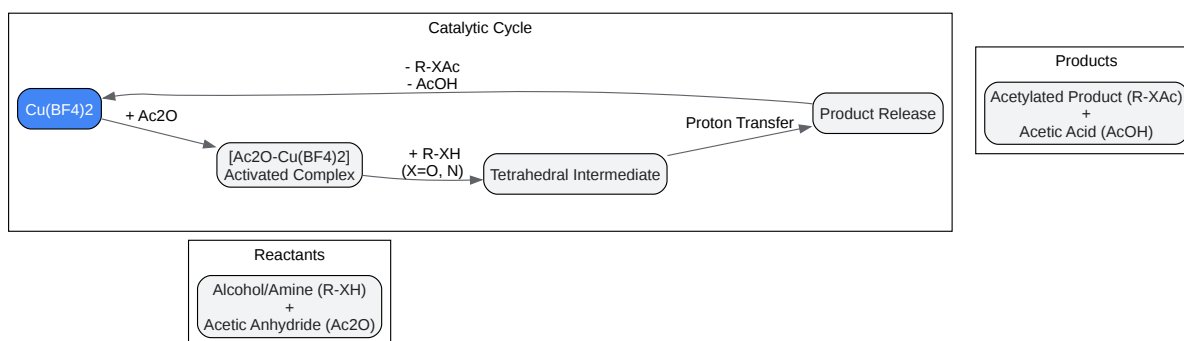 Catalytic Cycle
- R-XAc
- AcOH
Cu(BF4)2
+ Ac2O
Product Release
Proton Transfer
[Ac2O-Cu(BF4)2]
Activated Complex
+ R-XH
(X=O, N)
Tetrahedral Intermediate
Products
Acetylated Product (R-XAc)
+
Acetic Acid (AcOH)
Reactants
Alcohol/Amine (R-XH)
+
Acetic Anhydride (Ac2O)